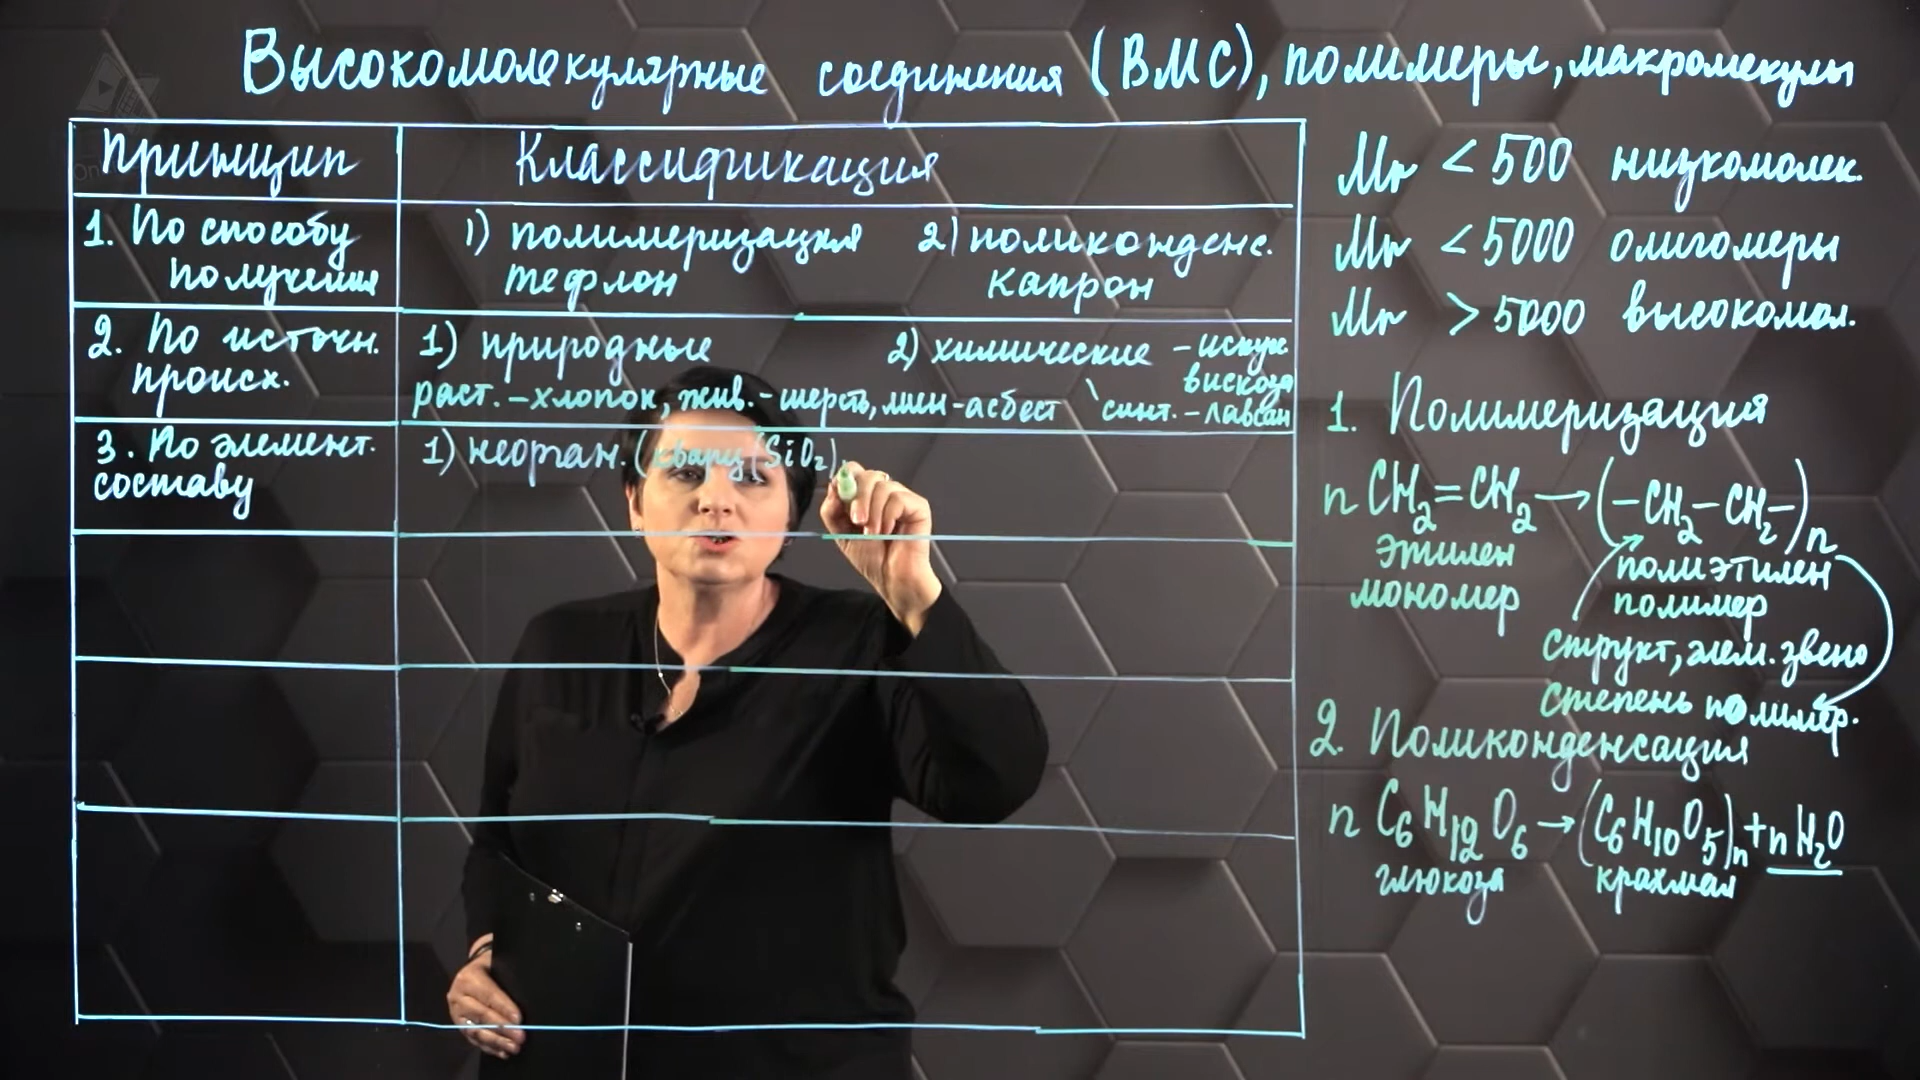 Высокомолекулярные соединения (ВМС), полимеры, макромекулы
Принцип
Классификация
1. По способу
получения
1) полимеризация 2) поликонденс.
тефлон капрон
2. По источн.
происх.
1) природные 2) химические - искус.
вискоза
раст. - хлопок, жив. - шерсть, мин - асбест \ синт. - лавсан
3. По элемент.
составу
1) неорган. (кварц (SiO₂),
Mr < 500 низкомолек.
Mr < 5000 олигомеры
Mr > 5000 высокомол.
1. Полимеризация
n CH₂=CH₂ → (-CH₂-CH₂-)n
этилен полиэтилен
мономер полимер
структ, элем. звено
степень полимер.
2. Поликонденсация
n C₆H₁₂O₆ → (C₆H₁₀O₅)n + n H₂O
глюкоза крахмал